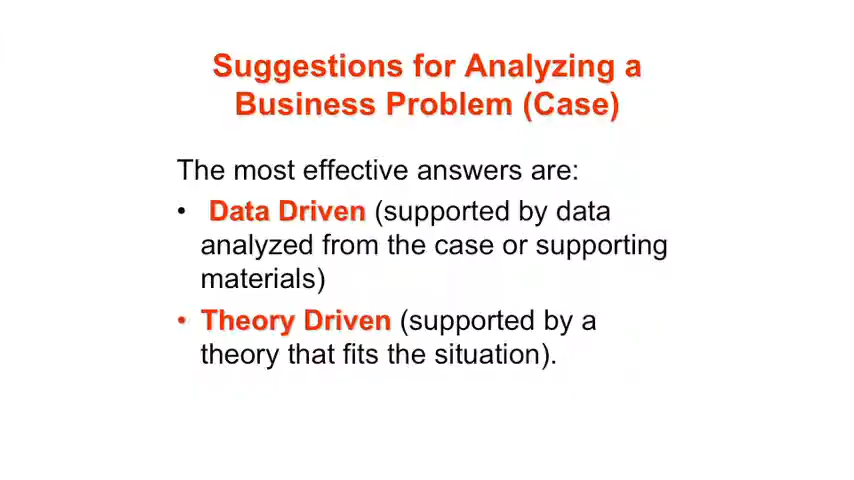 Suggestions for Analyzing a
Business Problem (Case)
The most effective answers are:
• Data Driven (supported by data
analyzed from the case or supporting
materials)
• Theory Driven (supported by a
theory that fits the situation).